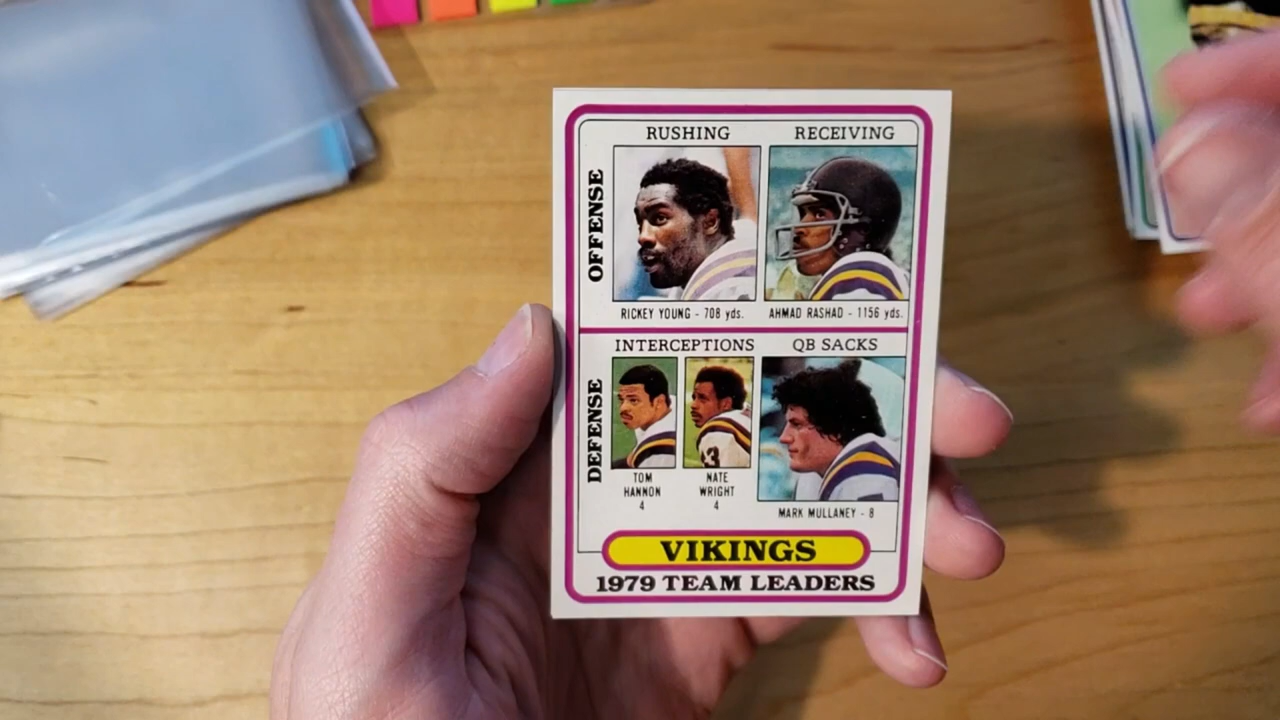 RUSHING
RECEIVING
OFFENSE
RICKEY YOUNG - 708 yds.
AHMAD RASHAD - 1156 yds.
INTERCEPTIONS
QB SACKS
DEFENSE
TOM
HANNON
4
NATE
WRIGHT
4
MARK MULLANEY - 8
VIKINGS
1979 TEAM LEADERS